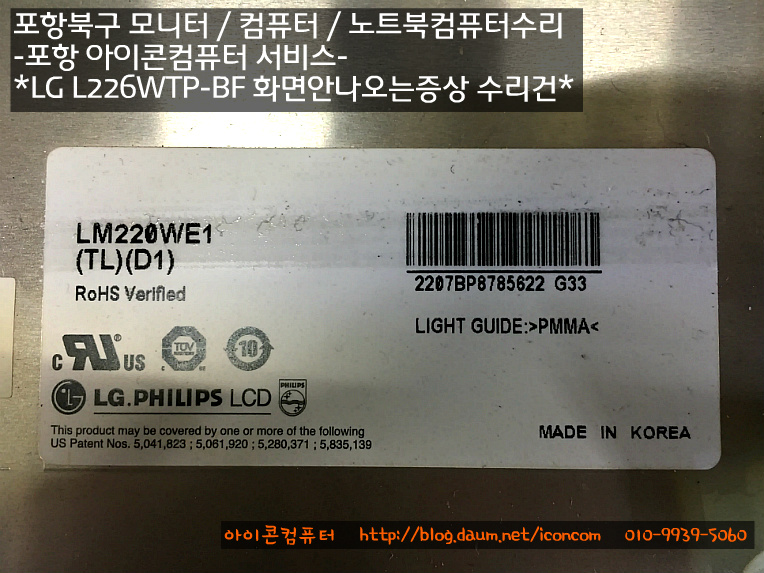 포항북구 모니터 / 컴퓨터 / 노트북컴퓨터수리
-포항 아이콘컴퓨터 서비스-
*LG L226WTP-BF 화면안나오는증상 수리건*
LM220WE1
(TL)(D1)
RoHS Verified
2207BP8785622 G33
LIGHT GUIDE:>PMMA<
c RU US
TÜV
10
LG.PHILIPS LCD
PHILIPS
This product may be covered by one or more of the following
US Patent Nos. 5,041,823 ; 5,061,920 ; 5,280,371 ; 5,835,139
MADE IN KOREA
아이콘컴퓨터 http://blog.daum.net/iconcom 010-9939-5060